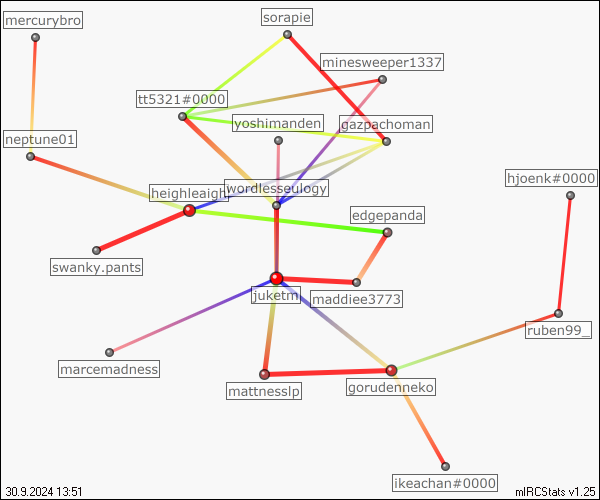 mercurybro
sorapie
minesweeper1337
tt5321#0000
yoshimanden
gazpachoman
neptune01
hjoenk#0000
heighleaigh
wordlesseulogy
edgepanda
swanky.pants
juketm
maddiee3773
ruben99_
marcemadness
mattnesslp
gorudenneko
ikeachan#0000
30.9.2024 13:51
mIRCStats v1.25